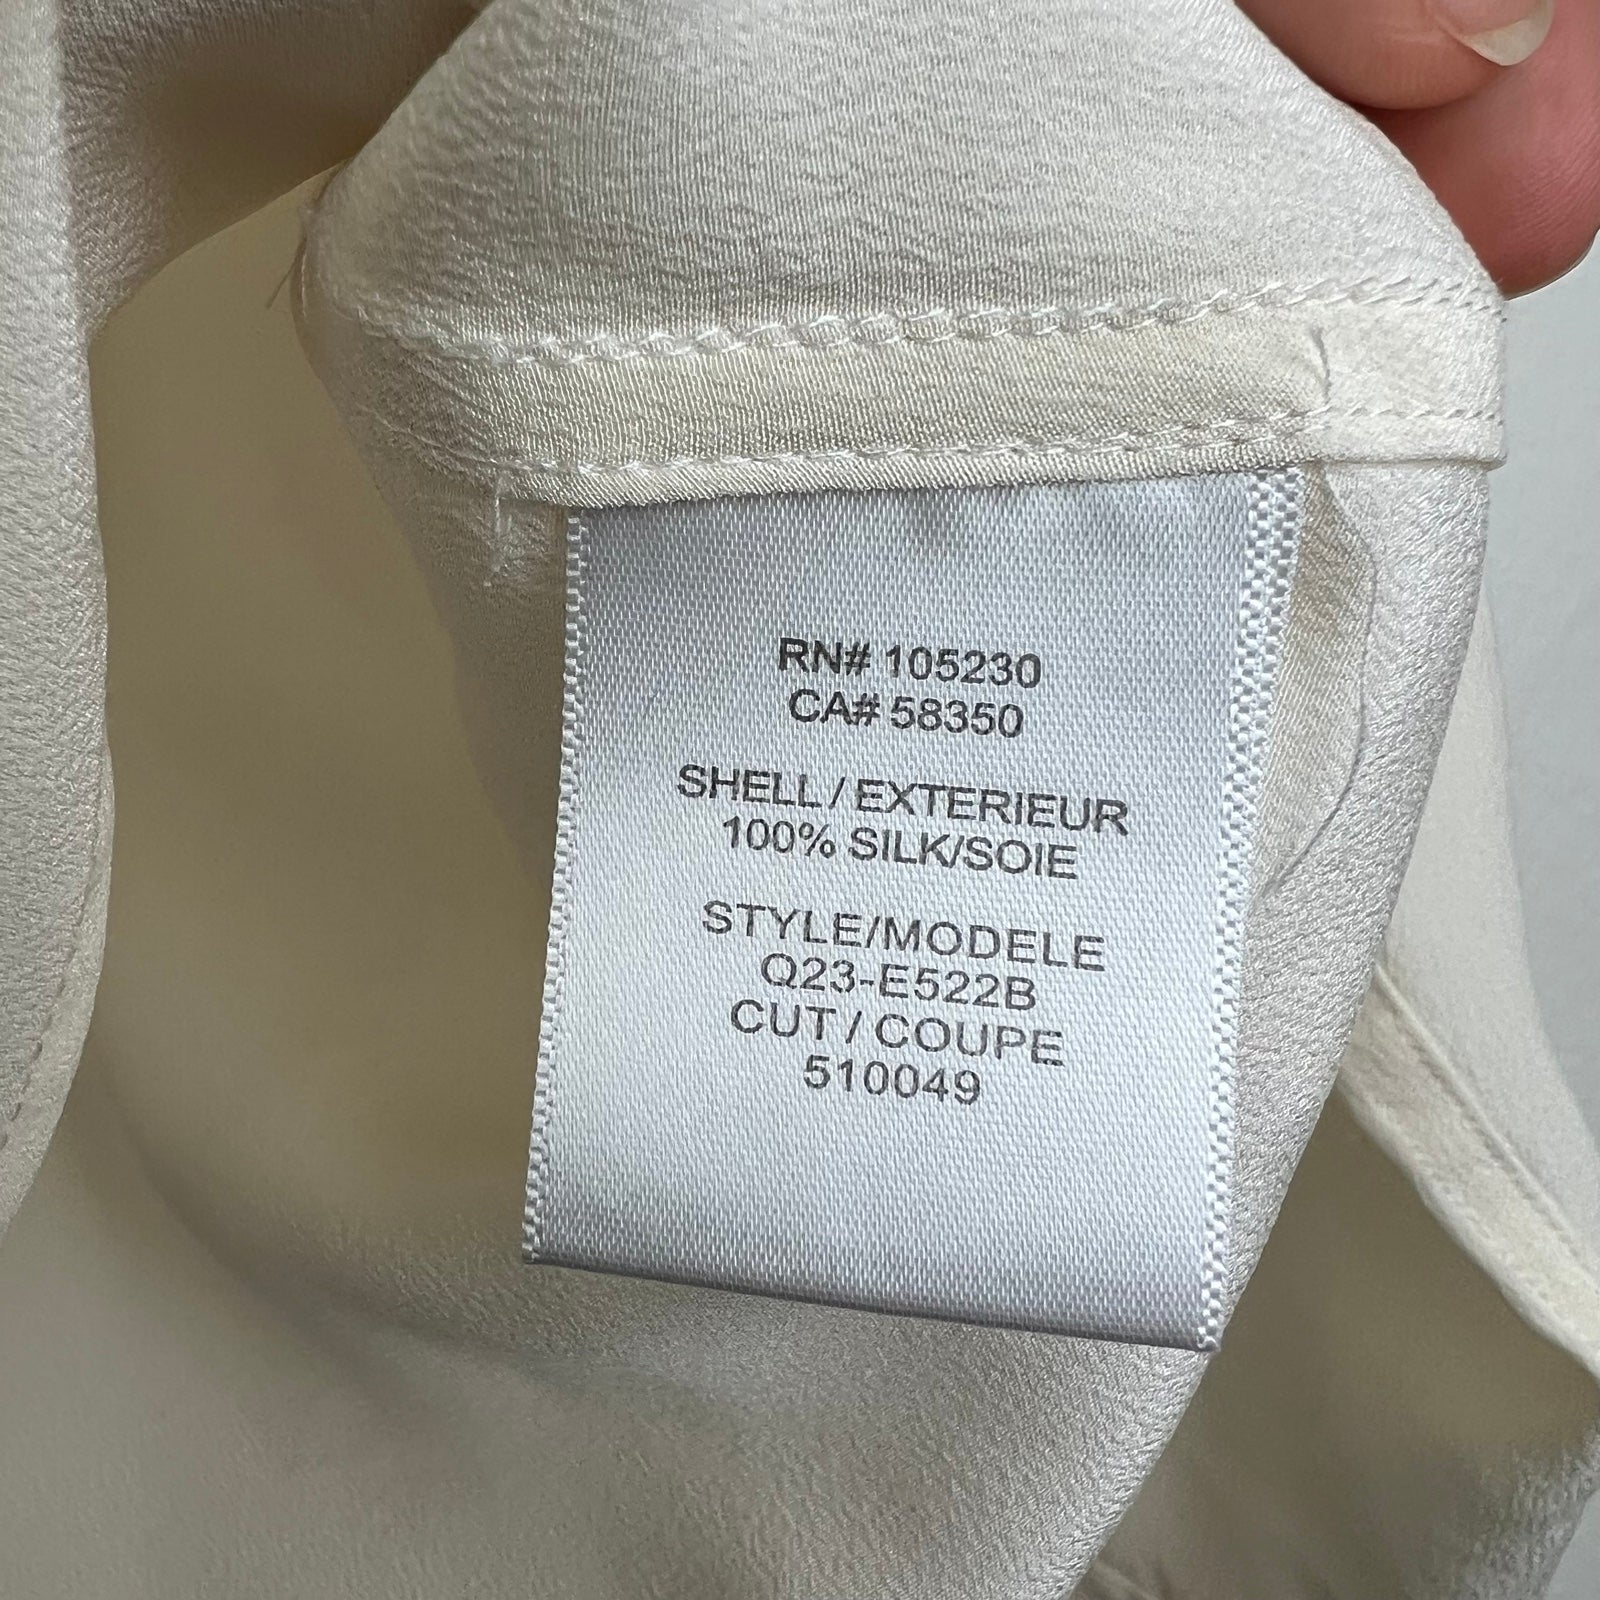 RN# 105230
CA# 58350
SHELL / EXTERIEUR
100% SILK/SOIE
STYLE/MODELE
Q23-E522B
CUT / COUPE
510049